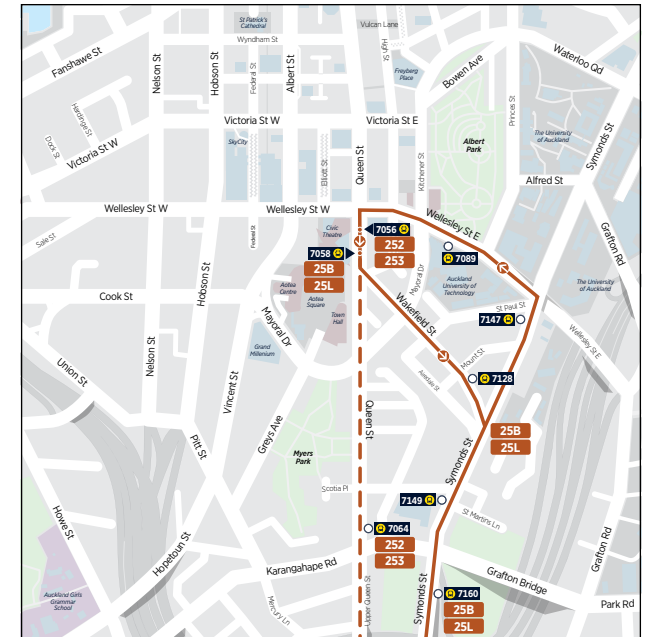 St Patrick's
Cathedral
Vulcan Lane
Wyndham St
High St
Fanshawe St
Nelson St
Hobson St
Federal St
Albert St
Freyberg
Place
Bowen Ave
Waterloo Qd
Princes St
Hardinge St
Dock St
Victoria St W
Victoria St W
Victoria St E
SkyCity
Elliott St
Queen St
Kitchener St
Albert
Park
The University
of Auckland
Symonds St
Alfred St
Wellesley St W
Wellesley St W
Wellesley St E
Sale St
Federal St
Civic
Theatre
7056
252
253
7058
25B
25L
7089
Grafton Rd
Hobson St
Aotea
Centre
Aotea
Square
Mayoral Dr
Auckland
University of
Technology
The University
of Auckland
Cook St
Mayoral Dr
Town
Hall
Wakefield St
St Paul St
7147
Wellesley St E
Nelson St
Grand
Millenium
Mount St
Union St
Vincent St
Airedale St
7128
Greys Ave
Queen St
25B
25L
Pitt St
Myers
Park
Symonds St
Scotia Pl
7149
St Martins Ln
Howe St
Hopetoun St
7064
252
253
Grafton Rd
Karangahape Rd
Grafton Bridge
Auckland Girls
Grammar
School
Mercury Ln
Upper Queen St
Symonds St
7160
25B
25L
Park Rd